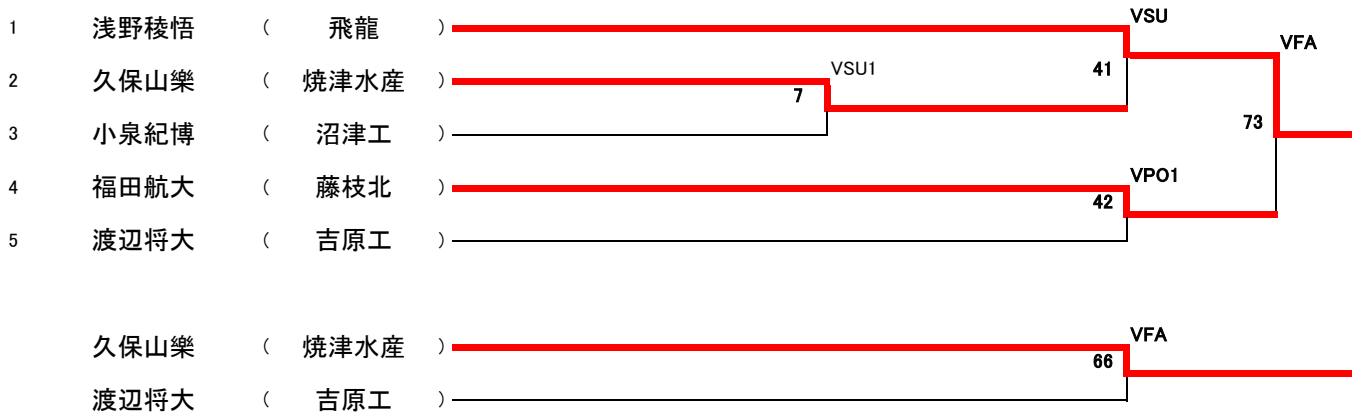 VSU
1 浅野稜悟 ( 飛龍 )
VFA
2 久保山樂 ( 焼津水産 ) VSU1 41
7
3 小泉紀博 ( 沼津工 ) 73
4 福田航大 ( 藤枝北 ) VPO1
42
5 渡辺将大 ( 吉原工 )
久保山樂 ( 焼津水産 ) VFA
66
渡辺将大 ( 吉原工 )